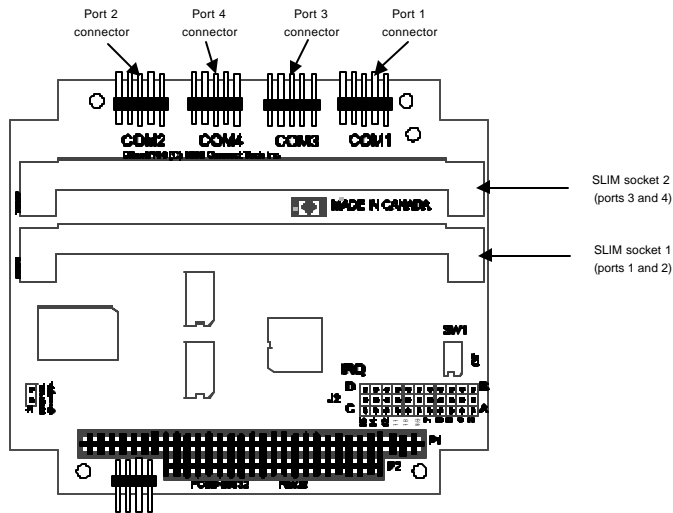 Port 2 connector
Port 4 connector
Port 3 connector
Port 1 connector
COM2
COM4
COM3
COM1
SLIM socket 2
(ports 3 and 4)
MADE IN CANADA
SLIM socket 1
(ports 1 and 2)
SW1
IRQ
D
B
J2
C
A
P1
P2